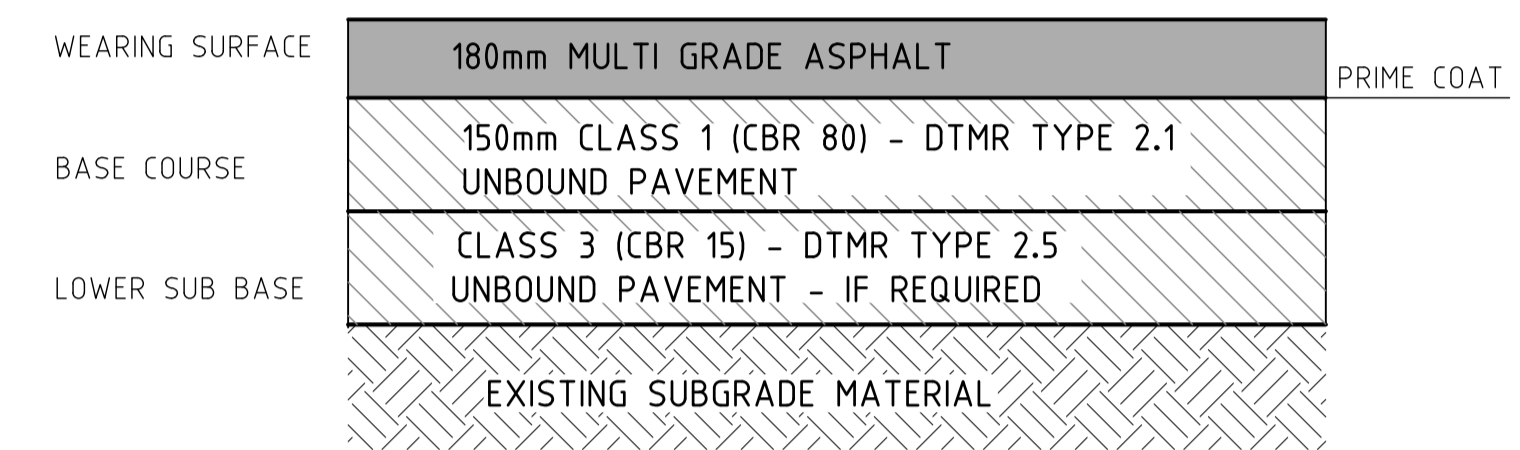 WEARING SURFACE
180mm MULTI GRADE ASPHALT
PRIME COAT
BASE COURSE
150mm CLASS 1 (CBR 80) - DTMR TYPE 2.1
UNBOUND PAVEMENT
LOWER SUB BASE
CLASS 3 (CBR 15) - DTMR TYPE 2.5
UNBOUND PAVEMENT - IF REQUIRED
EXISTING SUBGRADE MATERIAL